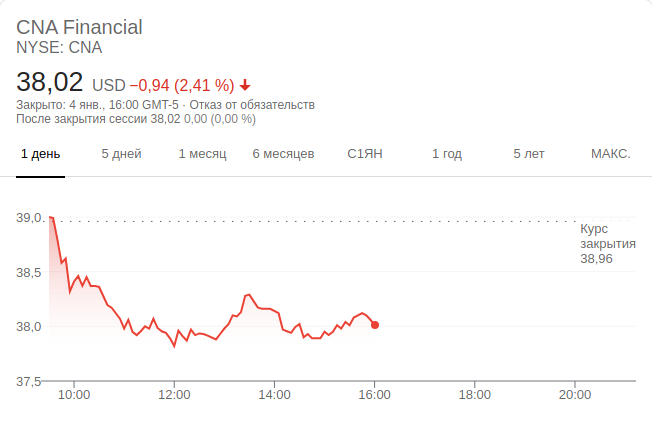 CNA Financial
NYSE: CNA
38,02 USD −0,94 (2,41 %)
Закрыто: 4 янв., 16:00 GMT-5 · Отказ от обязательств
После закрытия сессии 38,02 0,00 (0,00 %)
1 день 5 дней 1 месяц 6 месяцев С1ЯН 1 год 5 лет МАКС.
39,0
Курс
закрытия
38,96
38,5
38,0
37,5
10:00 12:00 14:00 16:00 18:00 20:00